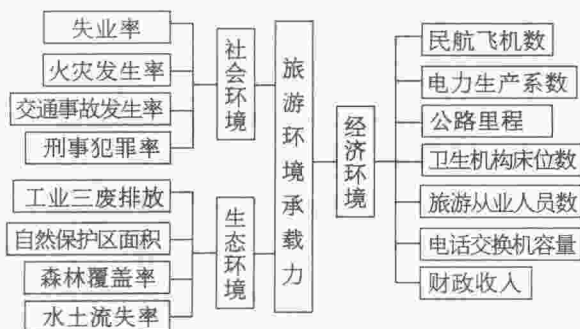 失业率
火灾发生率
交通事故发生率
刑事犯罪率
社会环境
工业三废排放
自然保护区面积
森林覆盖率
水土流失率
生态环境
旅游环境承载力
经济环境
民航飞机数
电力生产系数
公路里程
卫生机构床位数
旅游从业人员数
电话交换机容量
财政收入